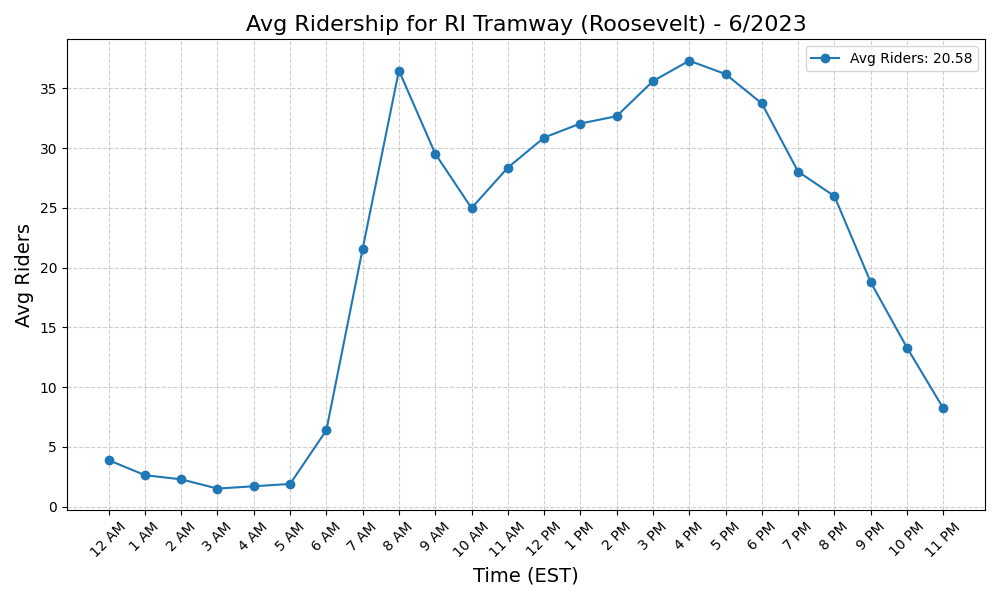 Avg Ridership for RI Tramway (Roosevelt) - 6/2023
Avg Riders: 20.58
Avg Riders
35
30
25
20
15
10
5
0
12 AM
1 AM
2 AM
3 AM
4 AM
5 AM
6 AM
7 AM
8 AM
9 AM
10 AM
11 AM
12 PM
1 PM
2 PM
3 PM
4 PM
5 PM
6 PM
7 PM
8 PM
9 PM
10 PM
11 PM
Time (EST)